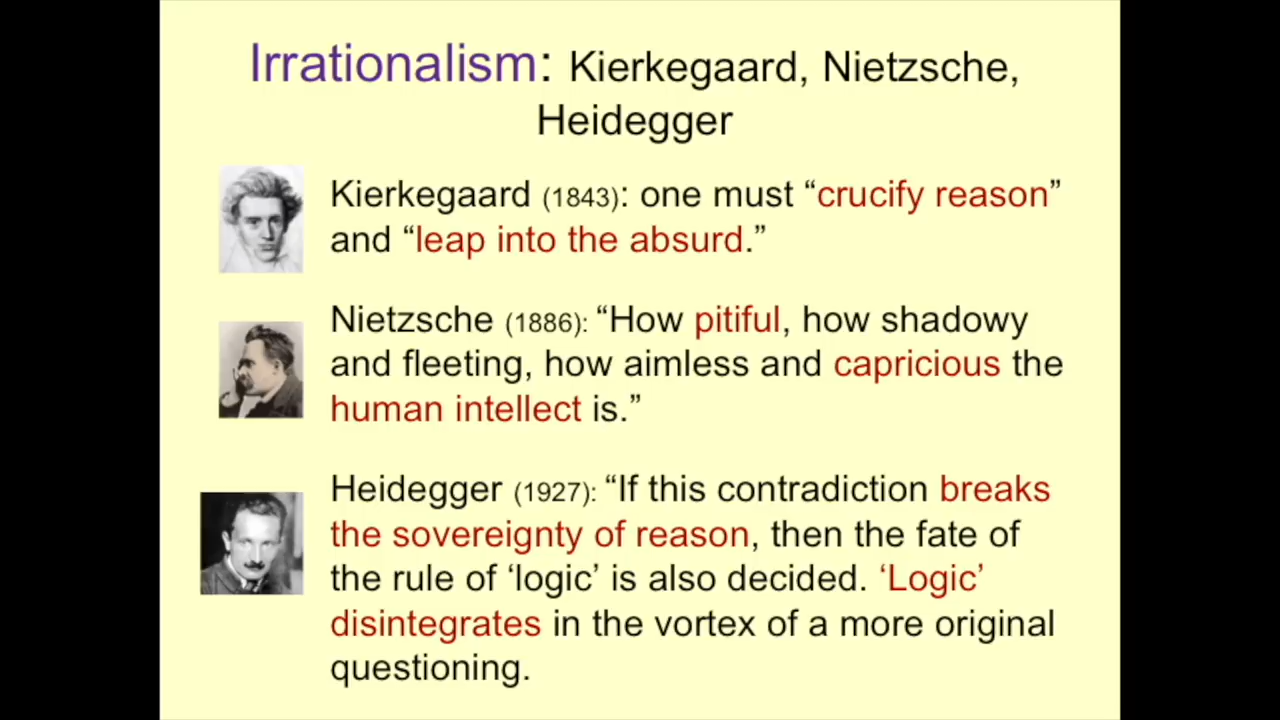 Irrationalism: Kierkegaard, Nietzsche,
Heidegger
Kierkegaard (1843): one must “crucify reason”
and “leap into the absurd.”
Nietzsche (1886): “How pitiful, how shadowy
and fleeting, how aimless and capricious the
human intellect is.”
Heidegger (1927): “If this contradiction breaks
the sovereignty of reason, then the fate of
the rule of ‘logic’ is also decided. ‘Logic’
disintegrates in the vortex of a more original
questioning.